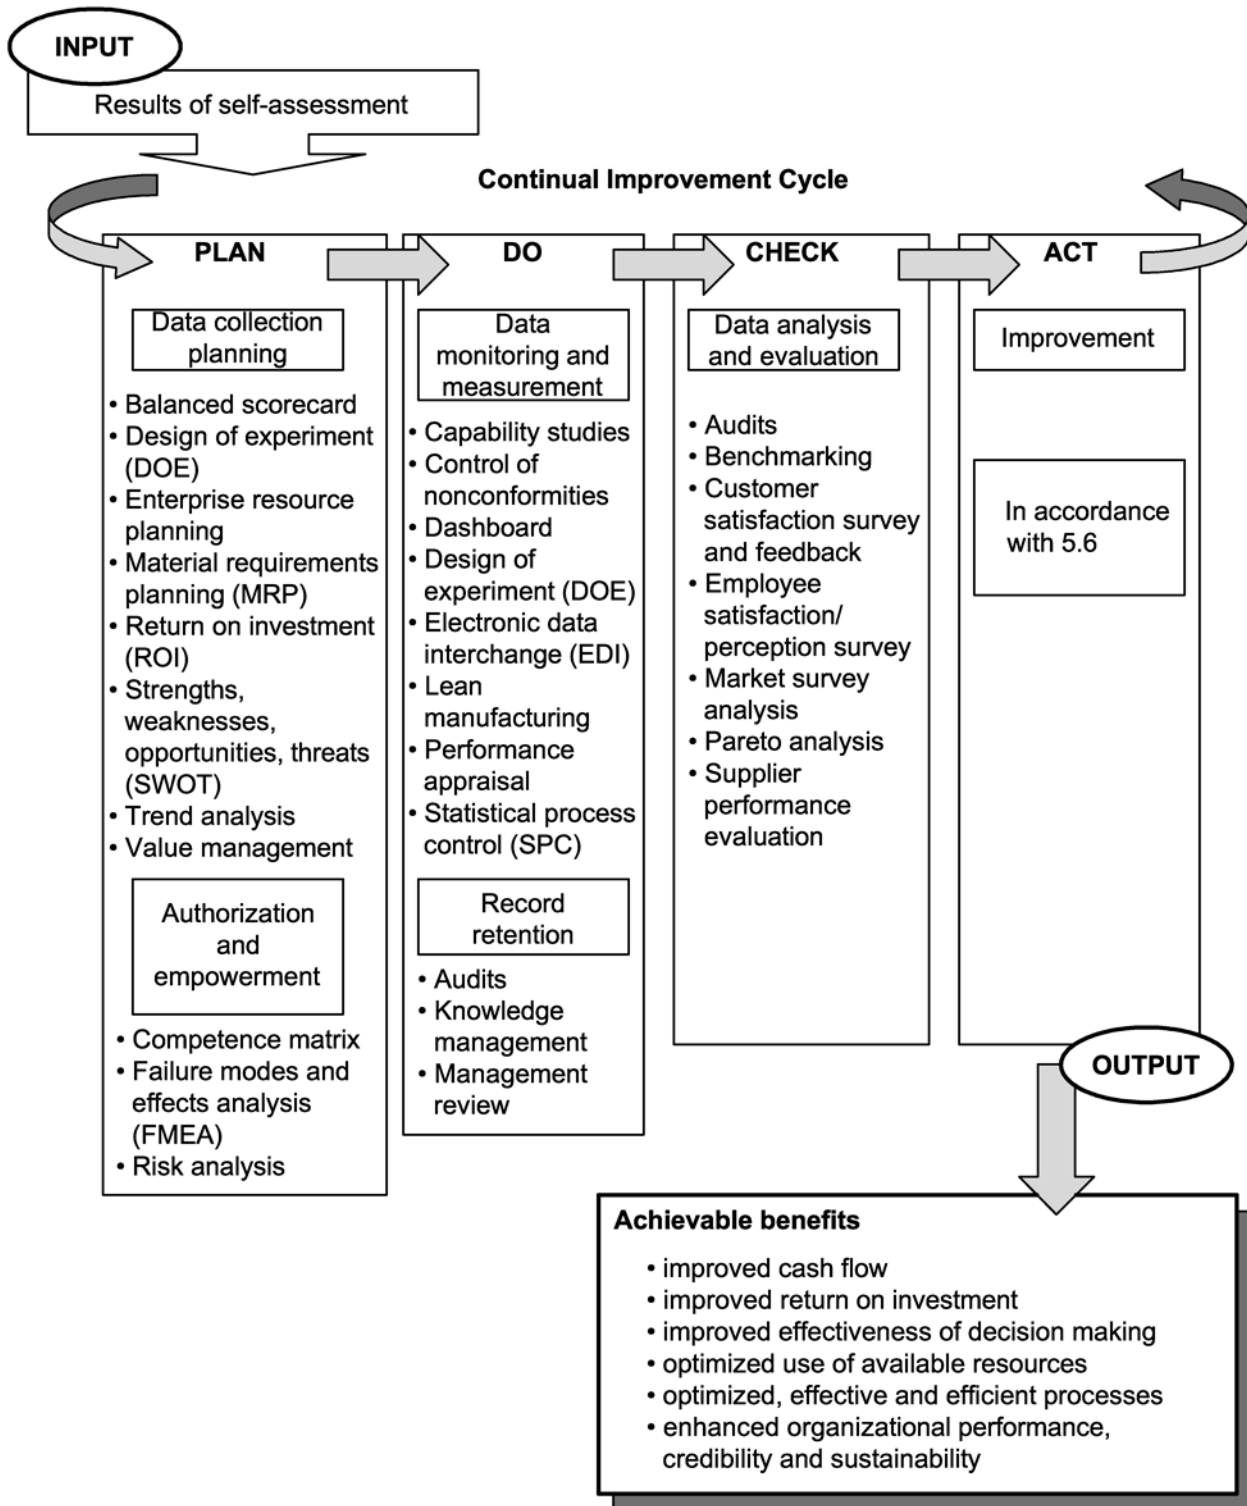 INPUT
Results of self-assessment
Continual Improvement Cycle
PLAN
Data collection
planning
• Balanced scorecard
• Design of experiment
(DOE)
• Enterprise resource
planning
• Material requirements
planning (MRP)
• Return on investment
(ROI)
• Strengths,
weaknesses,
opportunities, threats
(SWOT)
• Trend analysis
• Value management
Authorization
and
empowerment
• Competence matrix
• Failure modes and
effects analysis
(FMEA)
• Risk analysis
DO
Data
monitoring and
measurement
• Capability studies
• Control of
nonconformities
• Dashboard
• Design of
experiment (DOE)
• Electronic data
interchange (EDI)
• Lean
manufacturing
• Performance
appraisal
• Statistical process
control (SPC)
Record
retention
• Audits
• Knowledge
management
• Management
review
CHECK
Data analysis
and evaluation
• Audits
• Benchmarking
• Customer
satisfaction survey
and feedback
• Employee
satisfaction/
perception survey
• Market survey
analysis
• Pareto analysis
• Supplier
performance
evaluation
ACT
Improvement
In accordance
with 5.6
OUTPUT
Achievable benefits
• improved cash flow
• improved return on investment
• improved effectiveness of decision making
• optimized use of available resources
• optimized, effective and efficient processes
• enhanced organizational performance,
credibility and sustainability